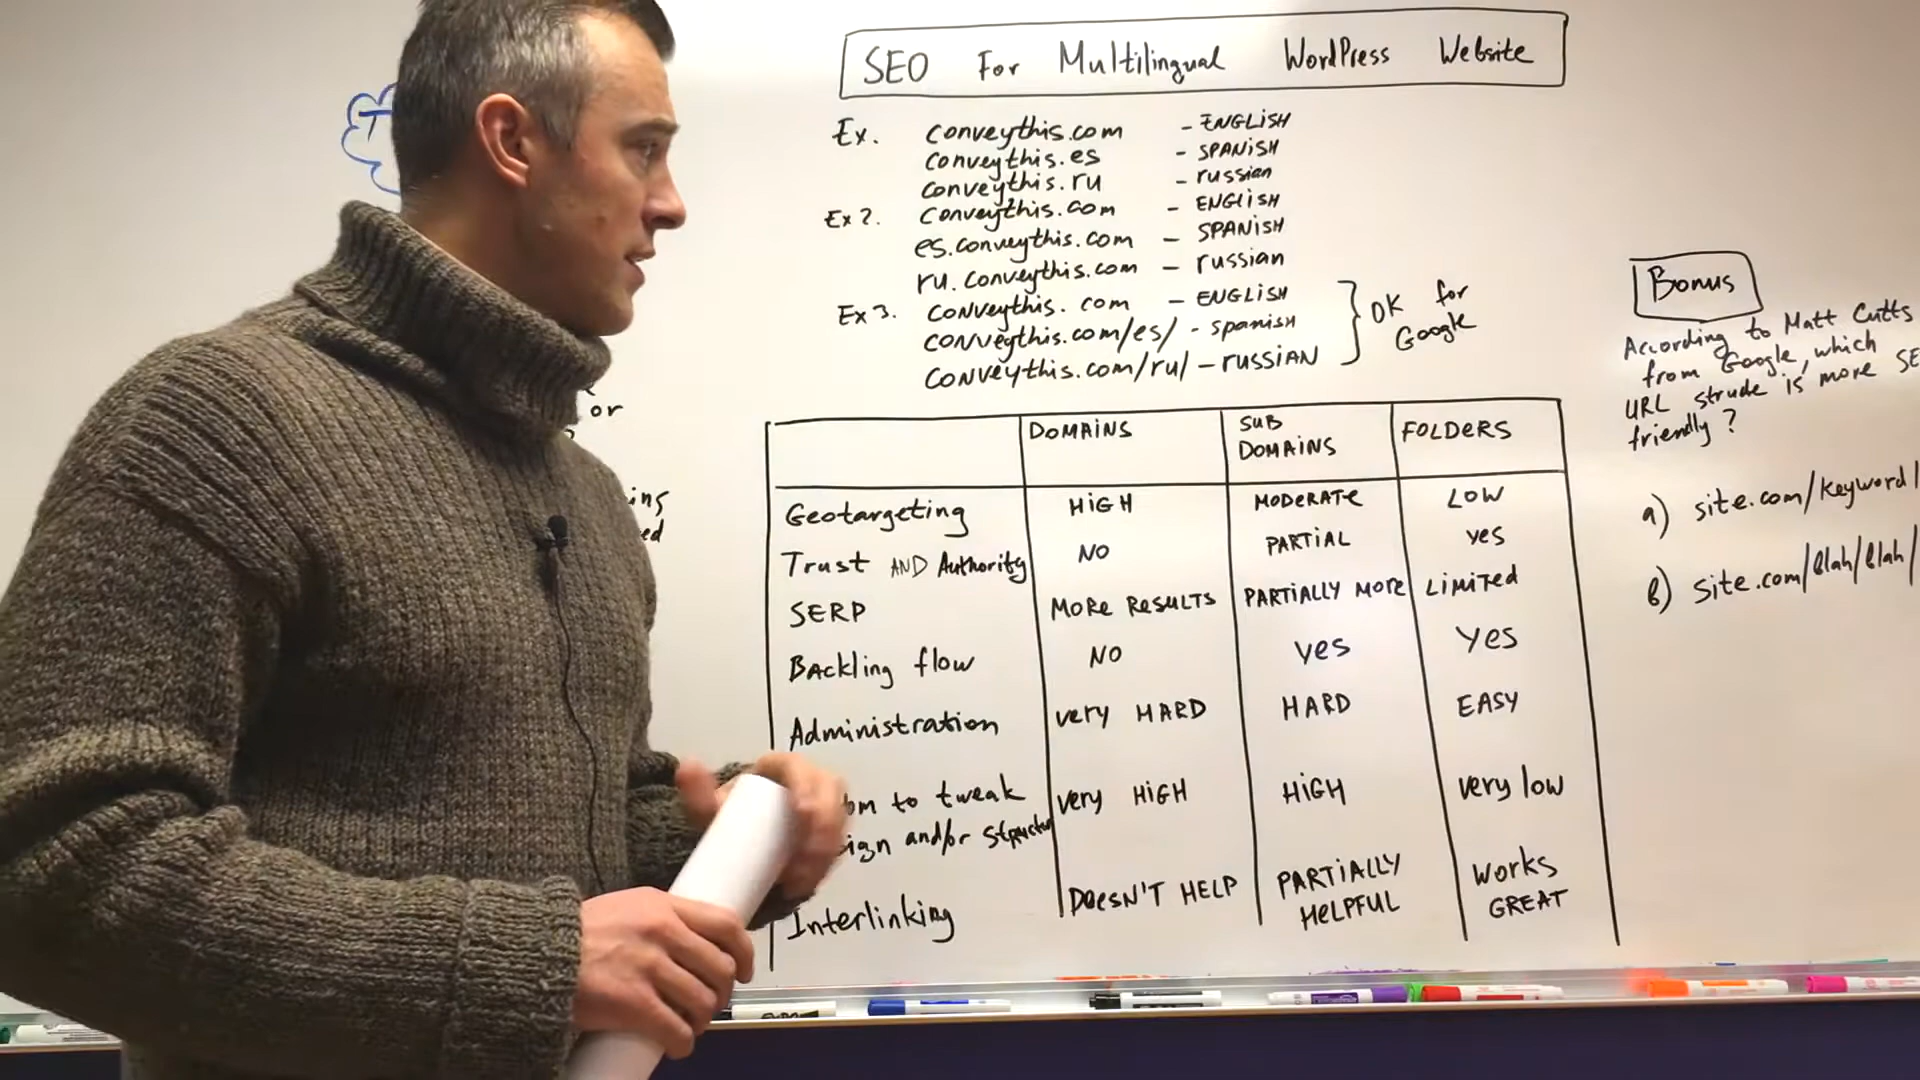 SEO For Multilingual WordPress Website
Ex. conveythis.com - ENGLISH
conveythis.es - SPANISH
conveythis.ru - russian
Ex 2. conveythis.com - ENGLISH
es.conveythis.com - SPANISH
ru.conveythis.com - russian
Ex 3. conveythis.com - ENGLISH
conveythis.com/es/ - spanish
conveythis.com/ru/ - RUSSIAN
OK for
Google
DOMAINS SUB DOMAINS FOLDERS
Geotargeting HIGH MODERATE LOW
Trust AND Authority NO PARTIAL yes
SERP MORE RESULTS PARTIALLY MORE LIMITED
Backling flow NO yes yes
Administration very HARD HARD EASY
to tweak very HIGH HIGH very low
and/or
Interlinking DOESN'T HELP PARTIALLY HELPFUL WORKS GREAT
Bonus
According to Matt Cutts
from Google, which
URL is more SE
friendly?
a) site.com/keyword/
b) site.com/blah/blah/
or
ing
ed
EXPO